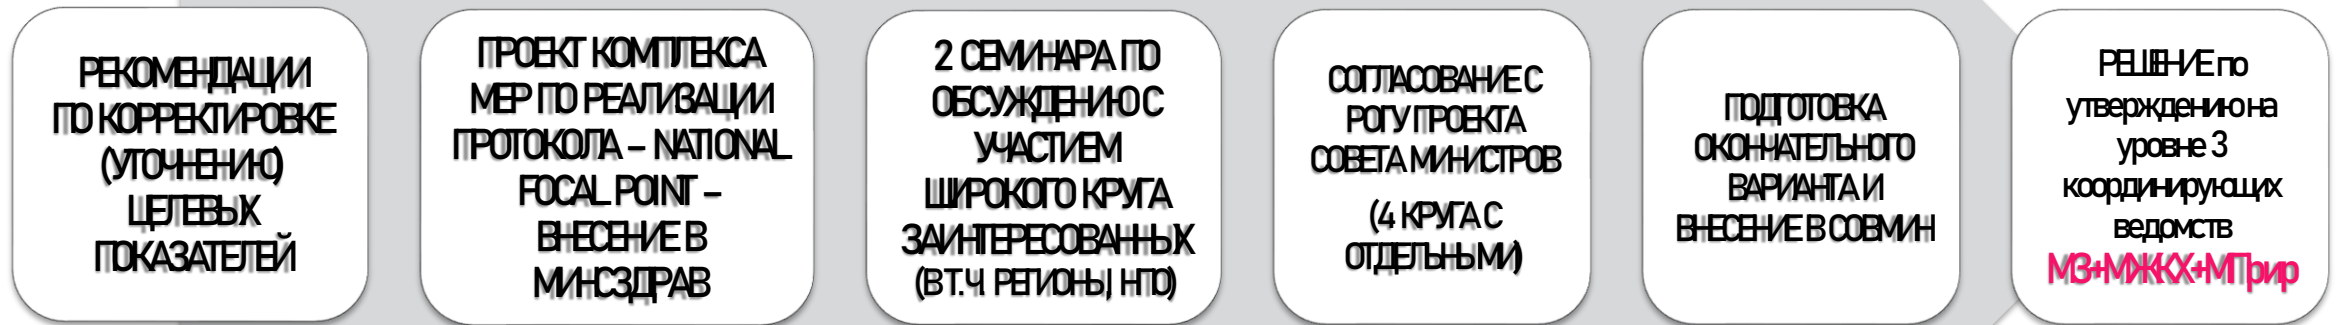 РЕКОМЕНДАЦИИ
ПО КОРРЕКТИРОВКЕ
(УТОЧНЕНИЮ)
ЦЕЛЕВЫХ
ПОКАЗАТЕЛЕЙ
ПРОЕКТ КОМПЛЕКСА
МЕР ПО РЕАЛИЗАЦИИ
ПРОТОКОЛА – NATIONAL
FOCAL POINT –
ВНЕСЕНИЕ В
МИНСЗДРАВ
2 СЕМИНАРА ПО
ОБСУЖДЕНИЮ С
УЧАСТИЕМ
ШИРОКОГО КРУГА
ЗАИНТЕРЕСОВАННЫХ
(В Т.Ч. РЕГИОНЫ, НПО)
СОГЛАСОВАНИЕ С
РОГУ ПРОЕКТА
СОВЕТА МИНИСТРОВ
(4 КРУГА С
ОТДЕЛЬНЫМИ)
ПОДГОТОВКА
ОКОНЧАТЕЛЬНОГО
ВАРИАНТА И
ВНЕСЕНИЕ В СОВМИН
РЕШЕНИЕ по
утверждению на
уровне 3
координирующих
ведомств
МЗ+МЖКХ+МПрир